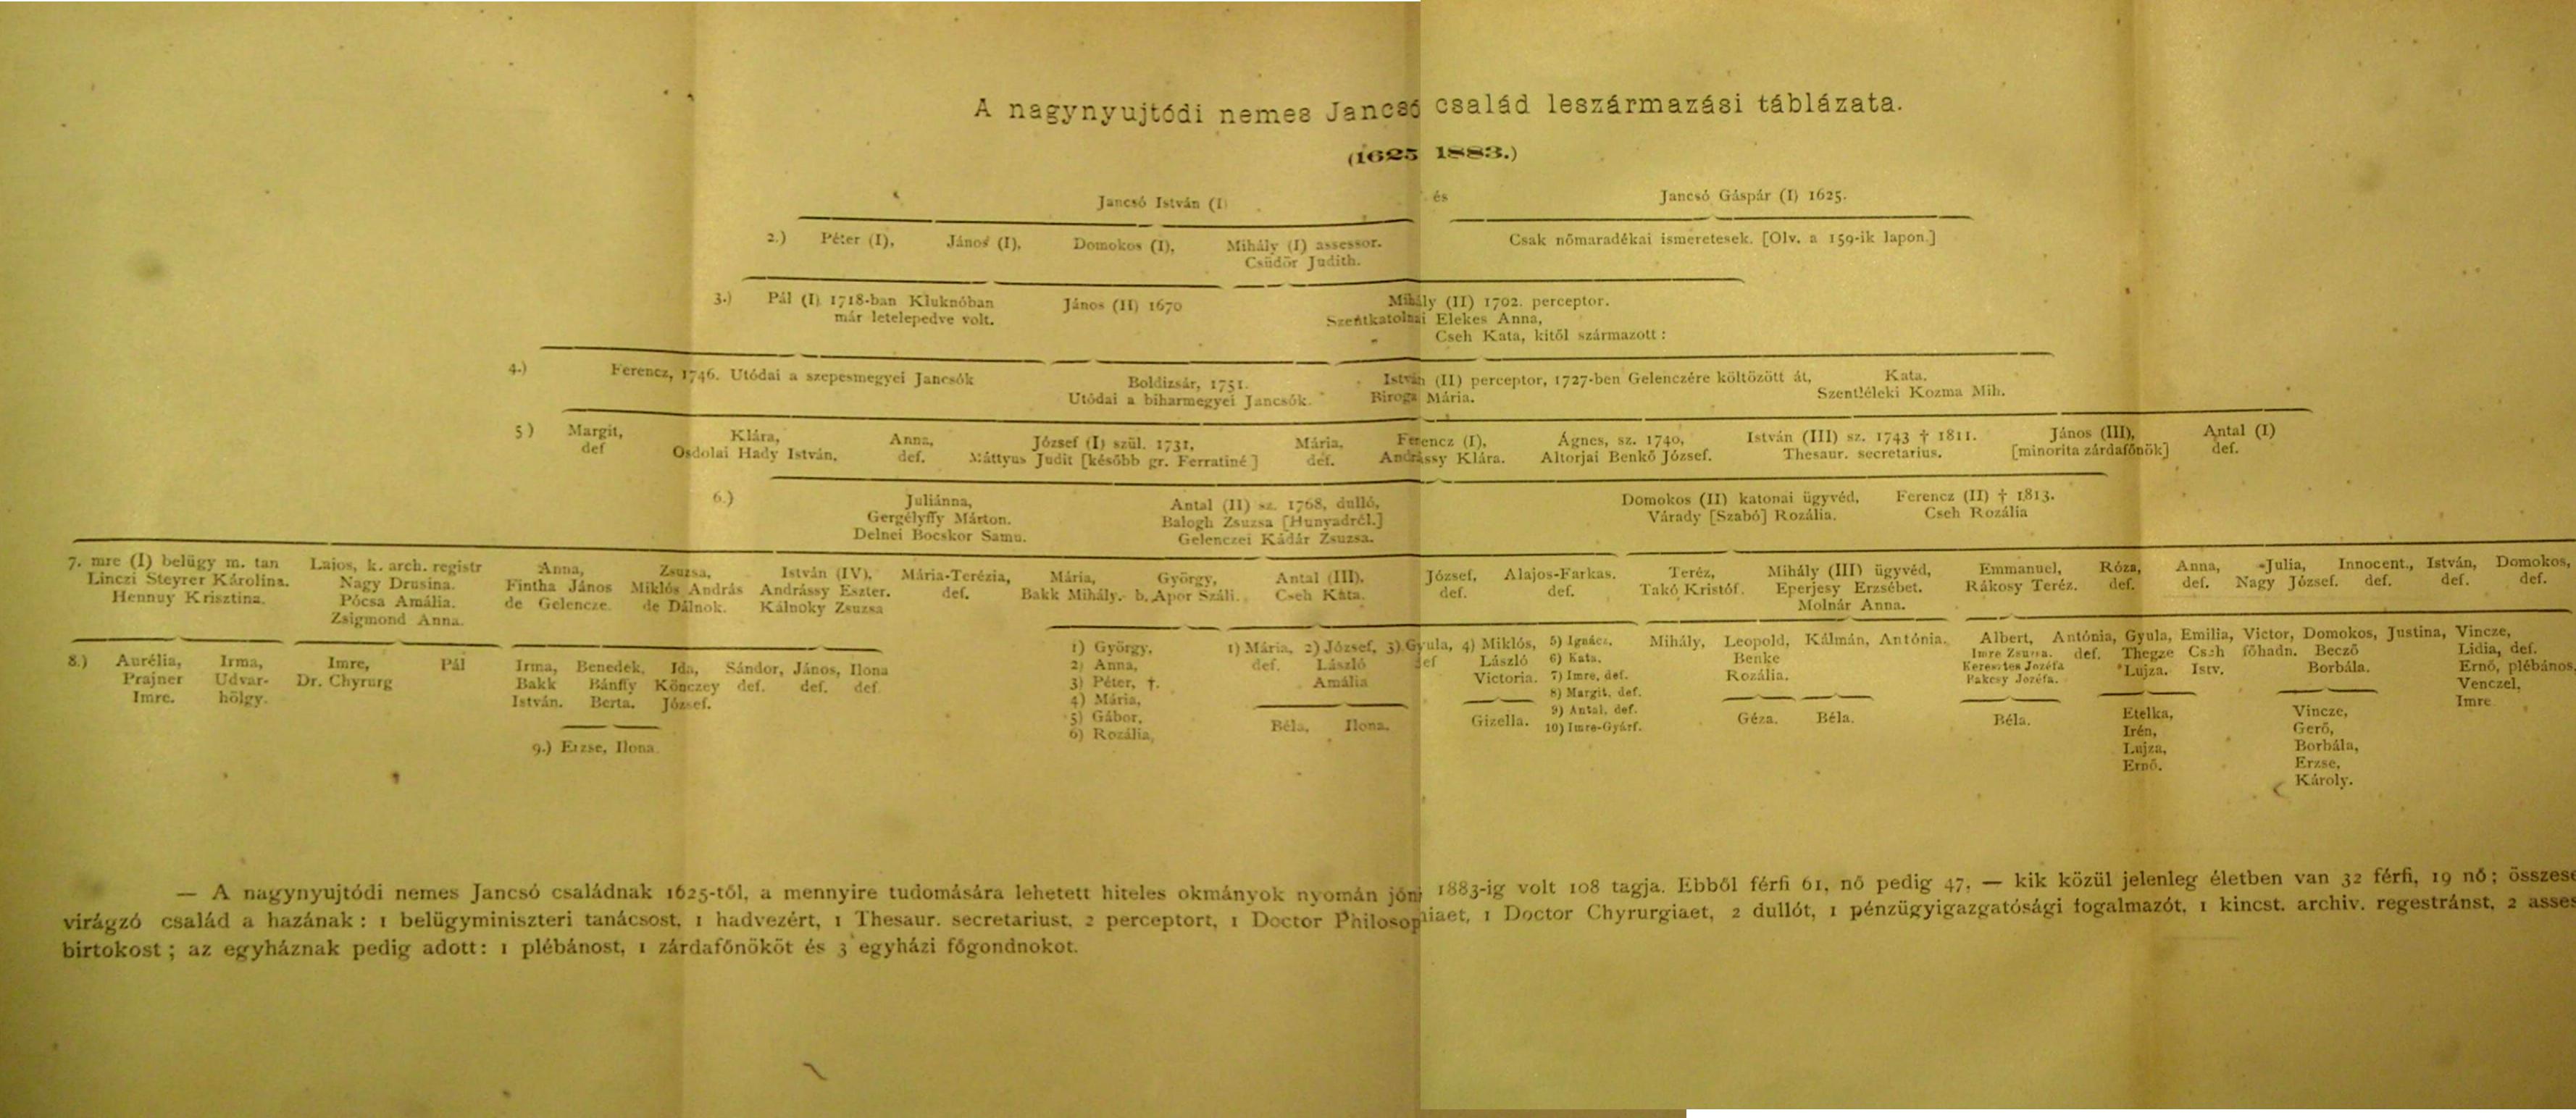 A nagynyujtódi nemes Jancsó család leszármazási táblázata.
(1625 1883.)
Jancsó István (I) és Jancsó Gáspár (I) 1625.
2.) Péter (I), János (I), Domokos (I), Mihály (I) assessor. Csak nőmaradékai ismeretesek. [Olv. a 159-ik lapon.]
Csüdör Judith.
3.) Pál (I) 1718-ban Kluknóban János (II) 1670 Mihály (II) 1702. perceptor.
már letelepedve volt. Szentkatolnai Elekes Anna,
Cseh Kata, kitől származott :
4.) Ferencz, 1746. Utódai a szepesmegyei Jancsók Boldizsár, 1751. István (II) perceptor, 1727-ben Gelenczére költözött át, Kata.
Utódai a biharmegyei Jancsók. Biroga Mária. Szentléleki Kozma Mih.
5) Margit, Klára, Anna, József (I) szül. 1731, Mária, Ferencz (I), Ágnes, sz. 1740, István (III) sz. 1743 † 1811. János (III), Antal (I)
def Osdolai Hady István, def. Máttyus Judit [később gr. Ferratiné] def. Andrássy Klára. Altorjai Benkő József. Thesaur. secretarius. [minorita zárdafőnök] def.
6.) Juliánna, Antal (II) sz. 1768, dulló, Domokos (II) katonai ügyvéd, Ferencz (II) † 1813.
Gergélyffy Márton. Balogh Zsuzsa [Hunyadról.] Várady [Szabó] Rozália. Cseh Rozália
Delnei Bocskor Samu. Gelenczei Kádár Zsuzsa.
7. mre (I) belügy m. tan Lajos, k. arch. registr Anna, Zsuzsa, István (IV), Mária-Terézia, Mária, György, Antal (III), József, Alajos-Farkas. Teréz, Mihály (III) ügyvéd, Emmanuel, Róza, Anna, Julia, Innocent., István, Domokos,
Linczi Steyrer Károlina. Nagy Drusina. Fintha János Miklós András Andrássy Eszter. def. Bakk Mihály. b. Apor Száli. Cseh Kata. def. def. Takó Kristóf. Eperjesy Erzsébet. Rákosy Teréz. def. def. Nagy József. def. def. def.
Hennuy Krisztina. Pócsa Amália. de Gelencze. de Dálnok. Kálnoky Zsuzsa Molnár Anna.
Zsigmond Anna.
8.) Aurélia, Irma, Imre, Pál Irma, Benedek, Ida, Sándor, János, Ilona
Prajner Udvar- Dr. Chyrurg Bakk Bánffy Könczey def. def. def
Imre. hölgy. István. Berta. József.
9.) Erzse, Ilona
1) György,
2) Anna,
3) Péter, †.
4) Mária,
5) Gábor,
6) Rozália,
1) Mária, 2) József, 3) Gyula, 4) Miklós,
def. László def László
Amália Victoria.
Béla, Ilona, Gizella.
5) Ignácz,
6) Kata.
7) Imre, def.
8) Margit, def.
9) Antal, def.
10) Imre-Gyárf.
Mihály, Leopold, Kálmán, Antónia.
Benke
Rozália.
Géza. Béla.
Albert, Antónia, Gyula, Emilia, Victor, Domokos, Justina, Vincze,
Imre Zsuzsa. def. Thegze Cseh főhadn. Beczö Lidia, def.
Keresztes Jozéfa Lujza. Istv. Borbála. Ernő, plébános,
Pakesy Jozéfa. Venczel,
Imre
Béla.
Etelka,
Irén,
Lujza,
Ernő.
Vincze,
Gerő,
Borbála,
Erzse,
Károly.
— A nagynyujtódi nemes Jancsó családnak 1625-től, a mennyire tudomására lehetett hiteles okmányok nyomán jőni 1883-ig volt 108 tagja. Ebből férfi 61, nő pedig 47, — kik közül jelenleg életben van 32 férfi, 19 nő ; összese
virágzó család a hazának : 1 belügyminiszteri tanácsost, 1 hadvezért, 1 Thesaur. secretariust, 2 perceptort, 1 Doctor Philosophiaet, 1 Doctor Chyrurgiaet, 2 dullót, 1 pénzügyigazgatósági fogalmazót, 1 kincst. archiv. regestránst, 2 asses
birtokost ; az egyháznak pedig adott : 1 plébánost, 1 zárdafőnököt és 3 egyházi főgondnokot.